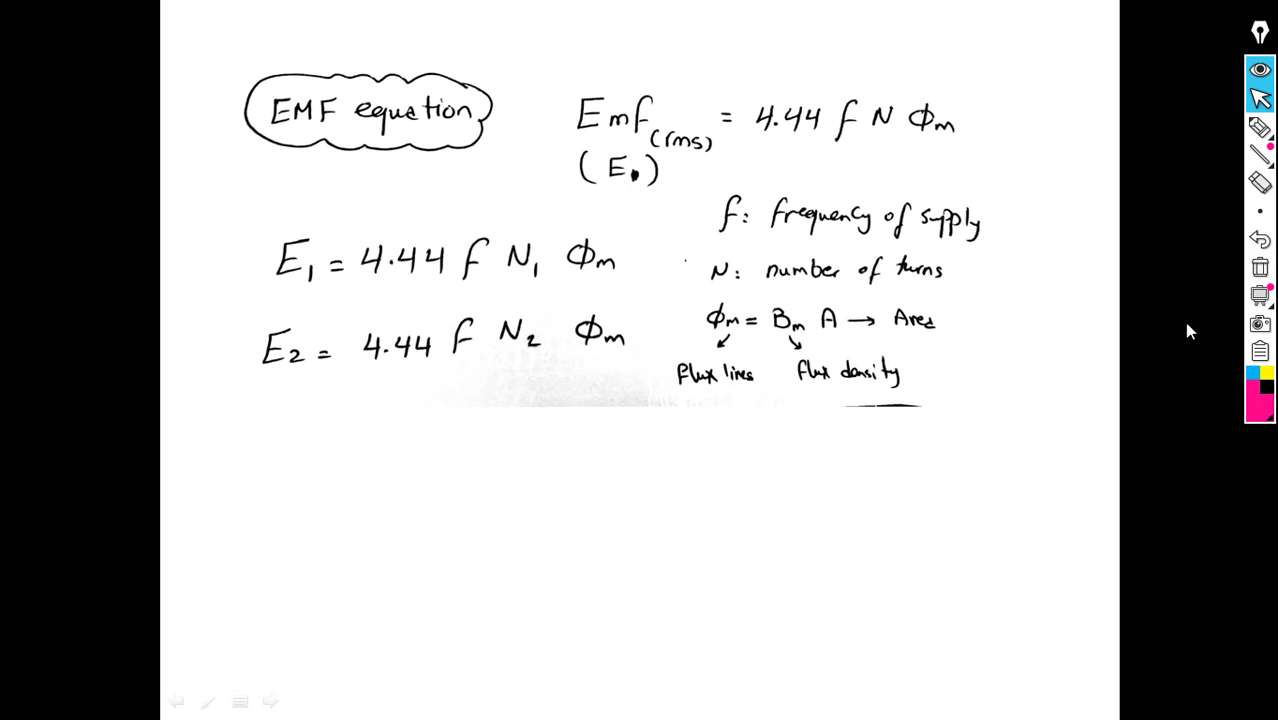 EMF equation
Emf(rms) = 4.44 f N Φm
(E.)
f: frequency of supply
E1 = 4.44 f N1 Φm
N: number of turns
Φm = Bm A → Area
E2 = 4.44 f N2 Φm
flux lines flux density